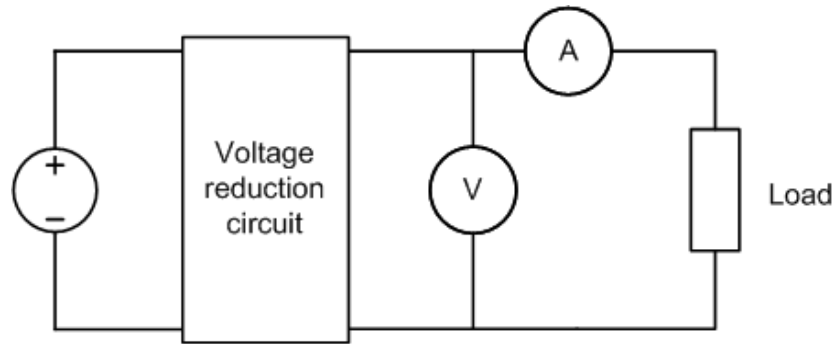 A
+
Voltage
reduction
circuit
V
Load
−